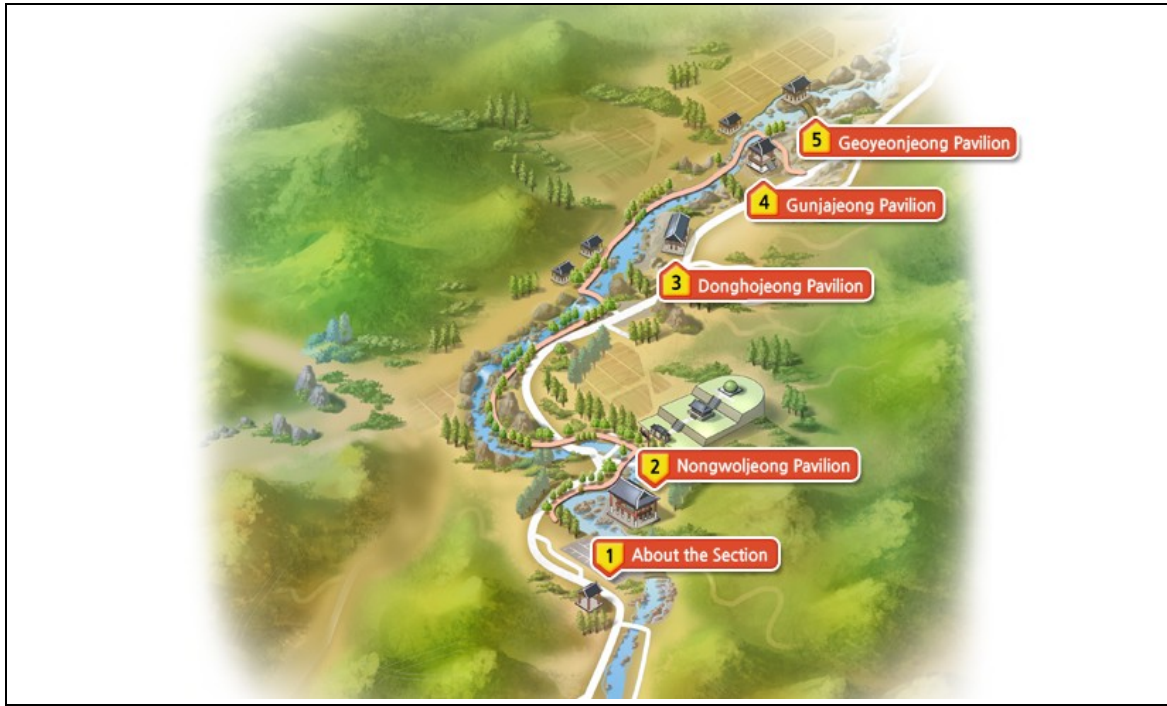 5 Geoyeonjeong Pavilion
4 Gunjajeong Pavilion
3 Donghojeong Pavilion
2 Nongwoljeong Pavilion
1 About the Section